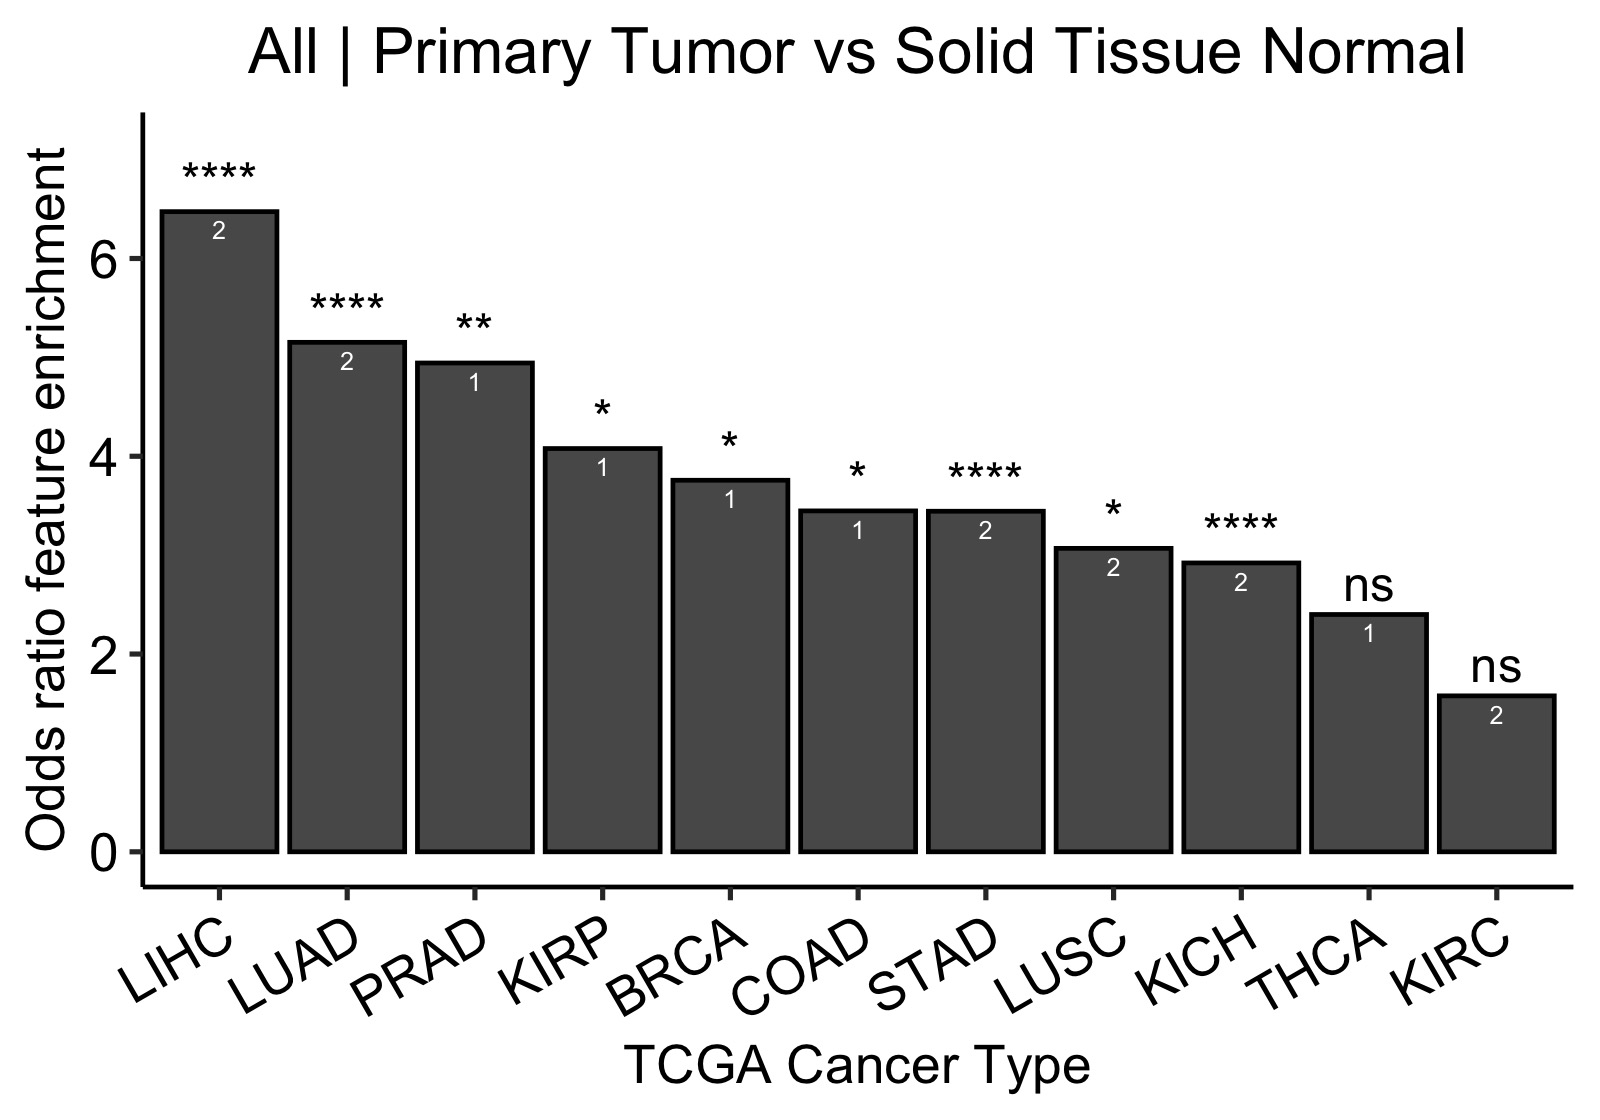 All | Primary Tumor vs Solid Tissue Normal
Odds ratio feature enrichment
6
4
2
0
**** **** ** * * * **** * **** ns ns
2 2 1 1 1 1 2 2 2 1 2
LIHC LUAD PRAD KIRP BRCA COAD STAD LUSC KICH THCA KIRC
TCGA Cancer Type